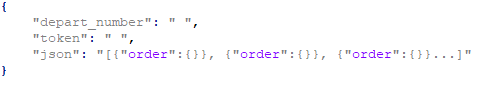 {
"depart_number": " ",
"token": " ",
"json": "[{"order":{}}, {"order":{}}, {"order":{}}...]"
}